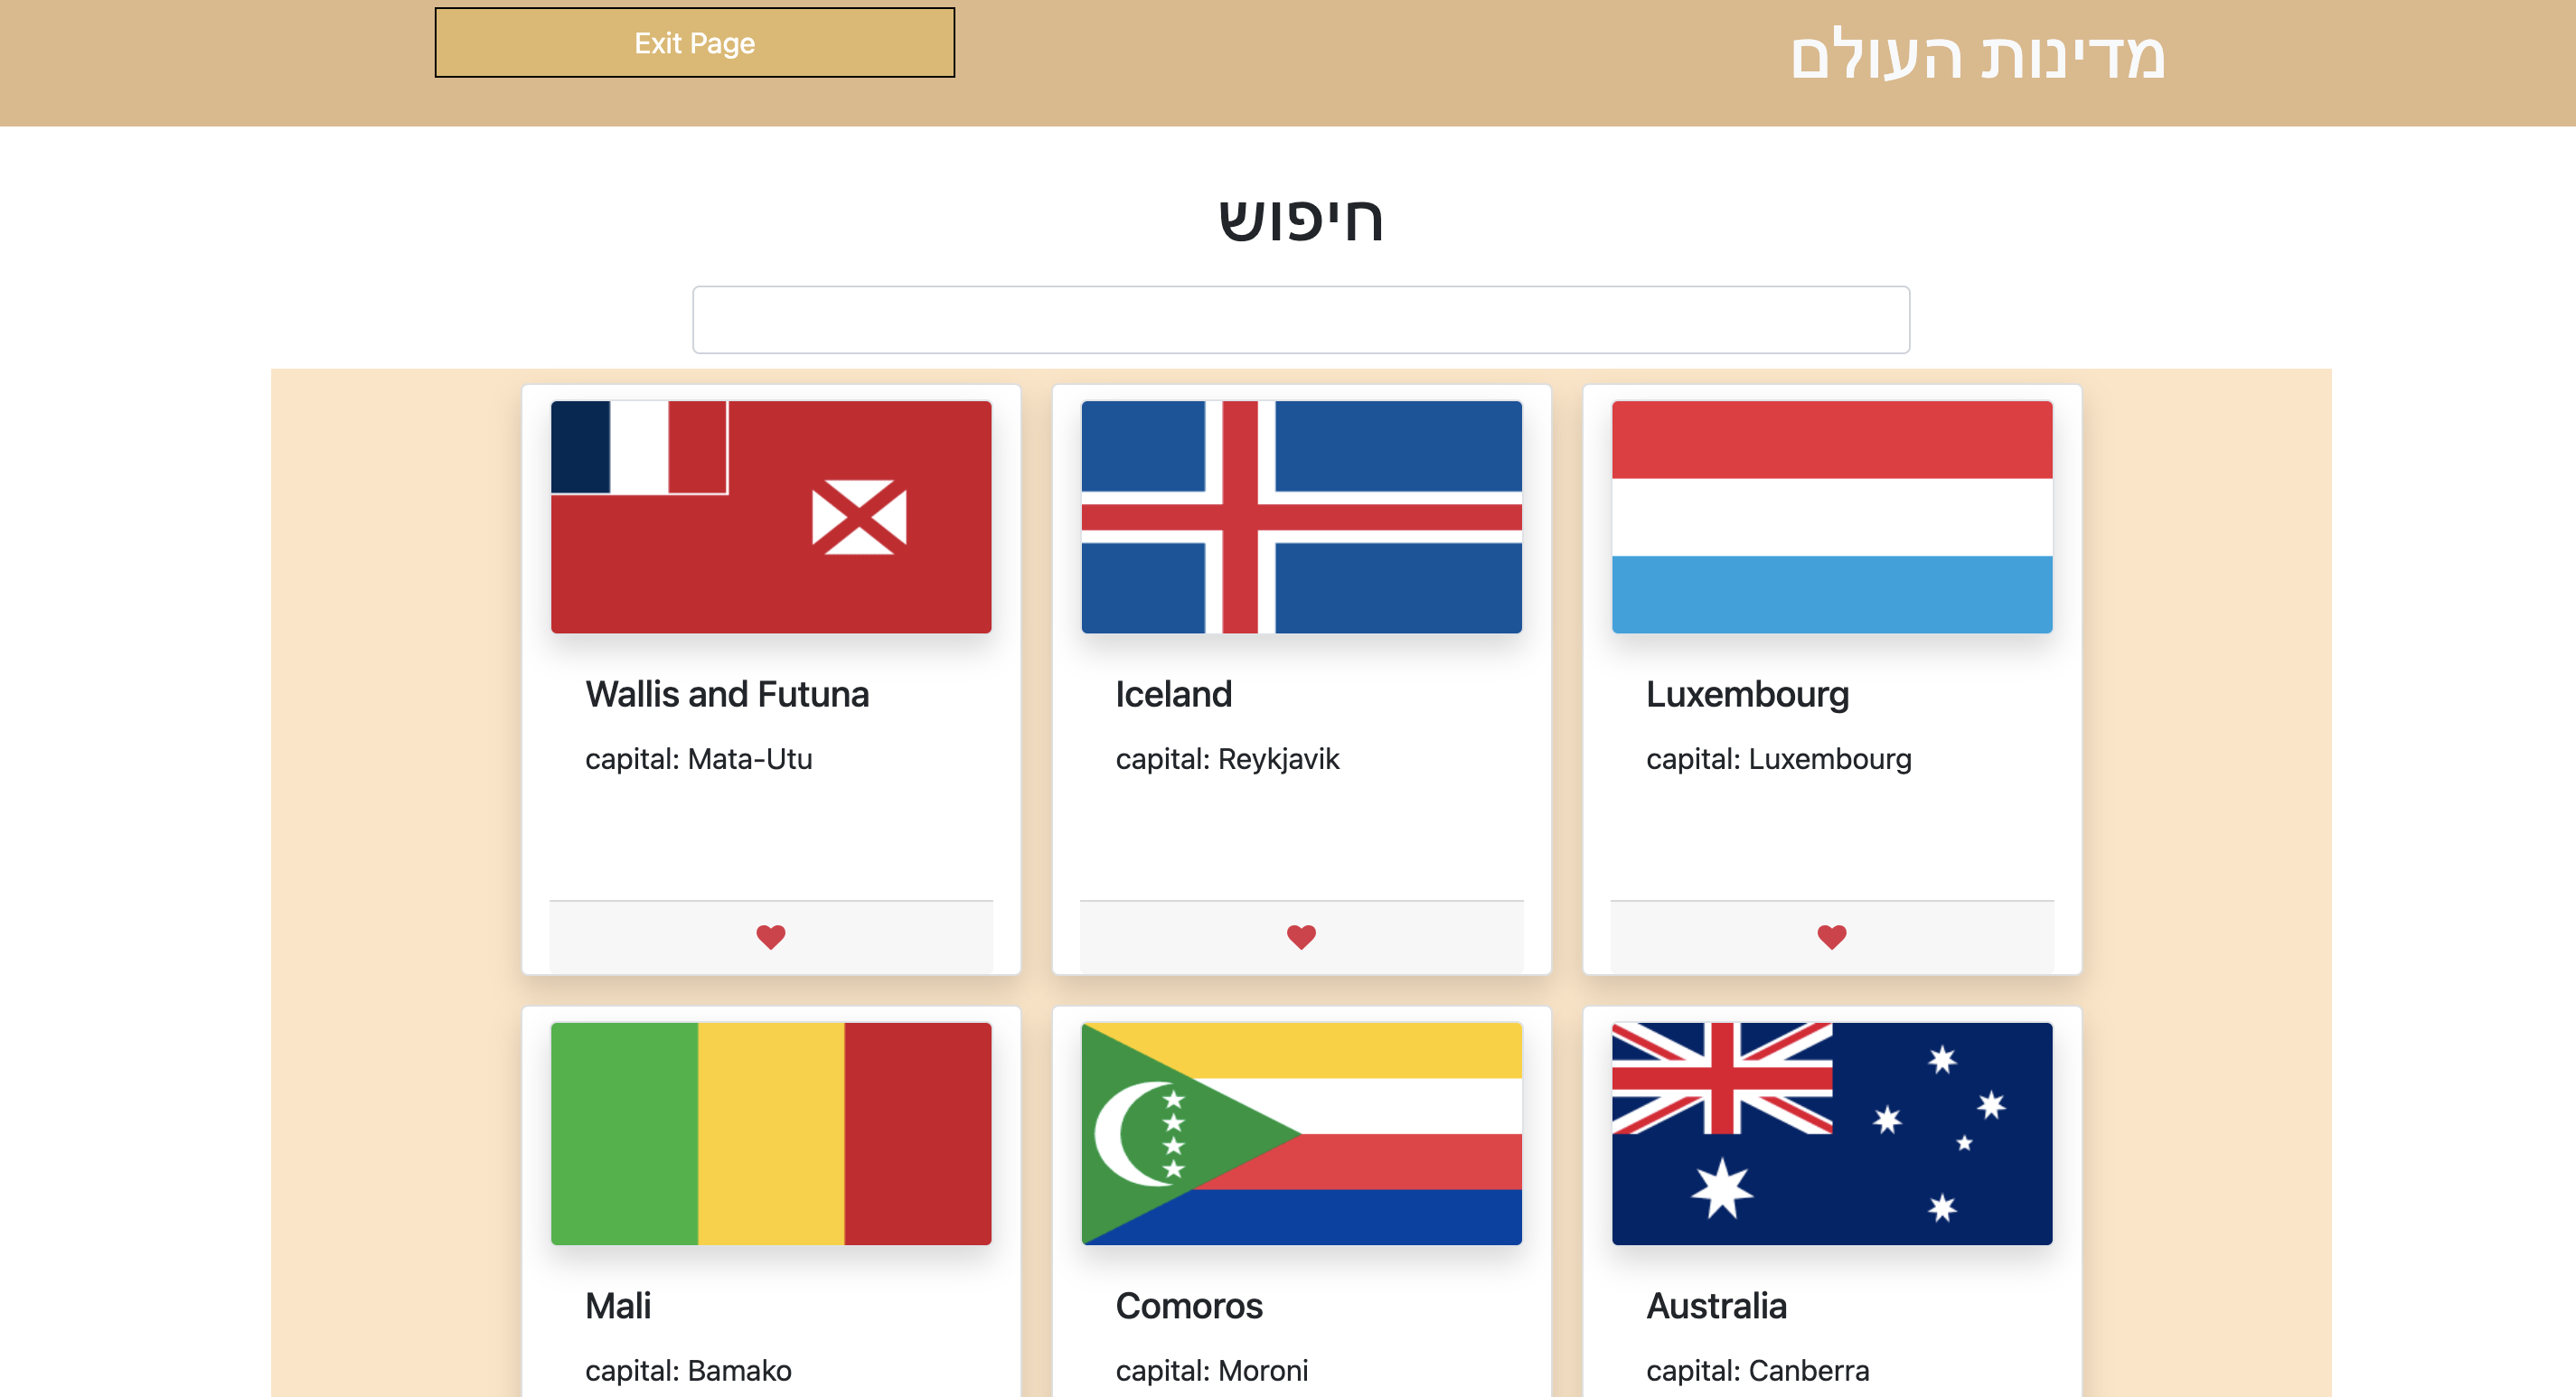 Exit Page
מדינות העולם
חיפוש
Wallis and Futuna
capital: Mata-Utu
Iceland
capital: Reykjavik
Luxembourg
capital: Luxembourg
Mali
capital: Bamako
Comoros
capital: Moroni
Australia
capital: Canberra